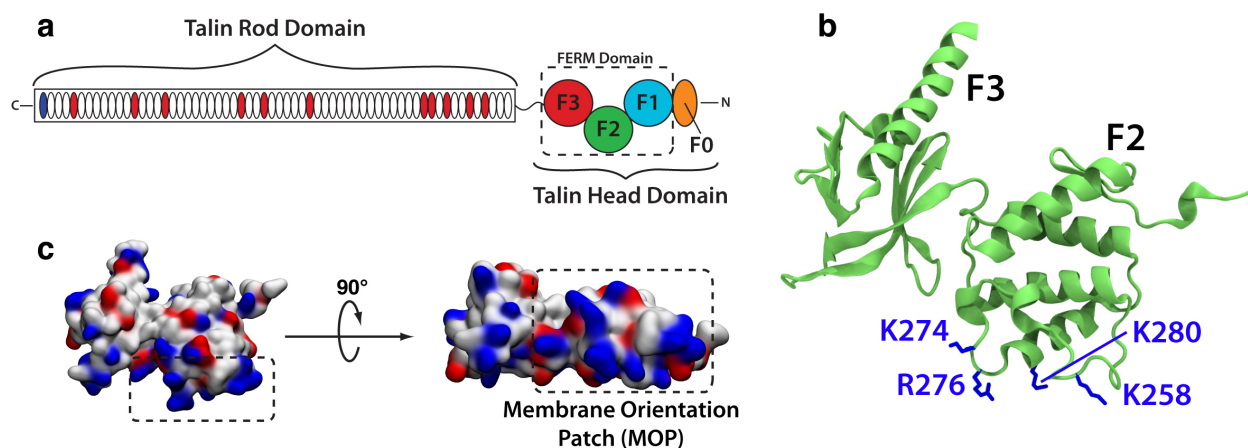 a
Talin Rod Domain
FERM Domain
C
F3
F2
F1
N
F0
Talin Head Domain
b
F3
F2
K274
K280
R276
K258
c
90°
Membrane Orientation
Patch (MOP)